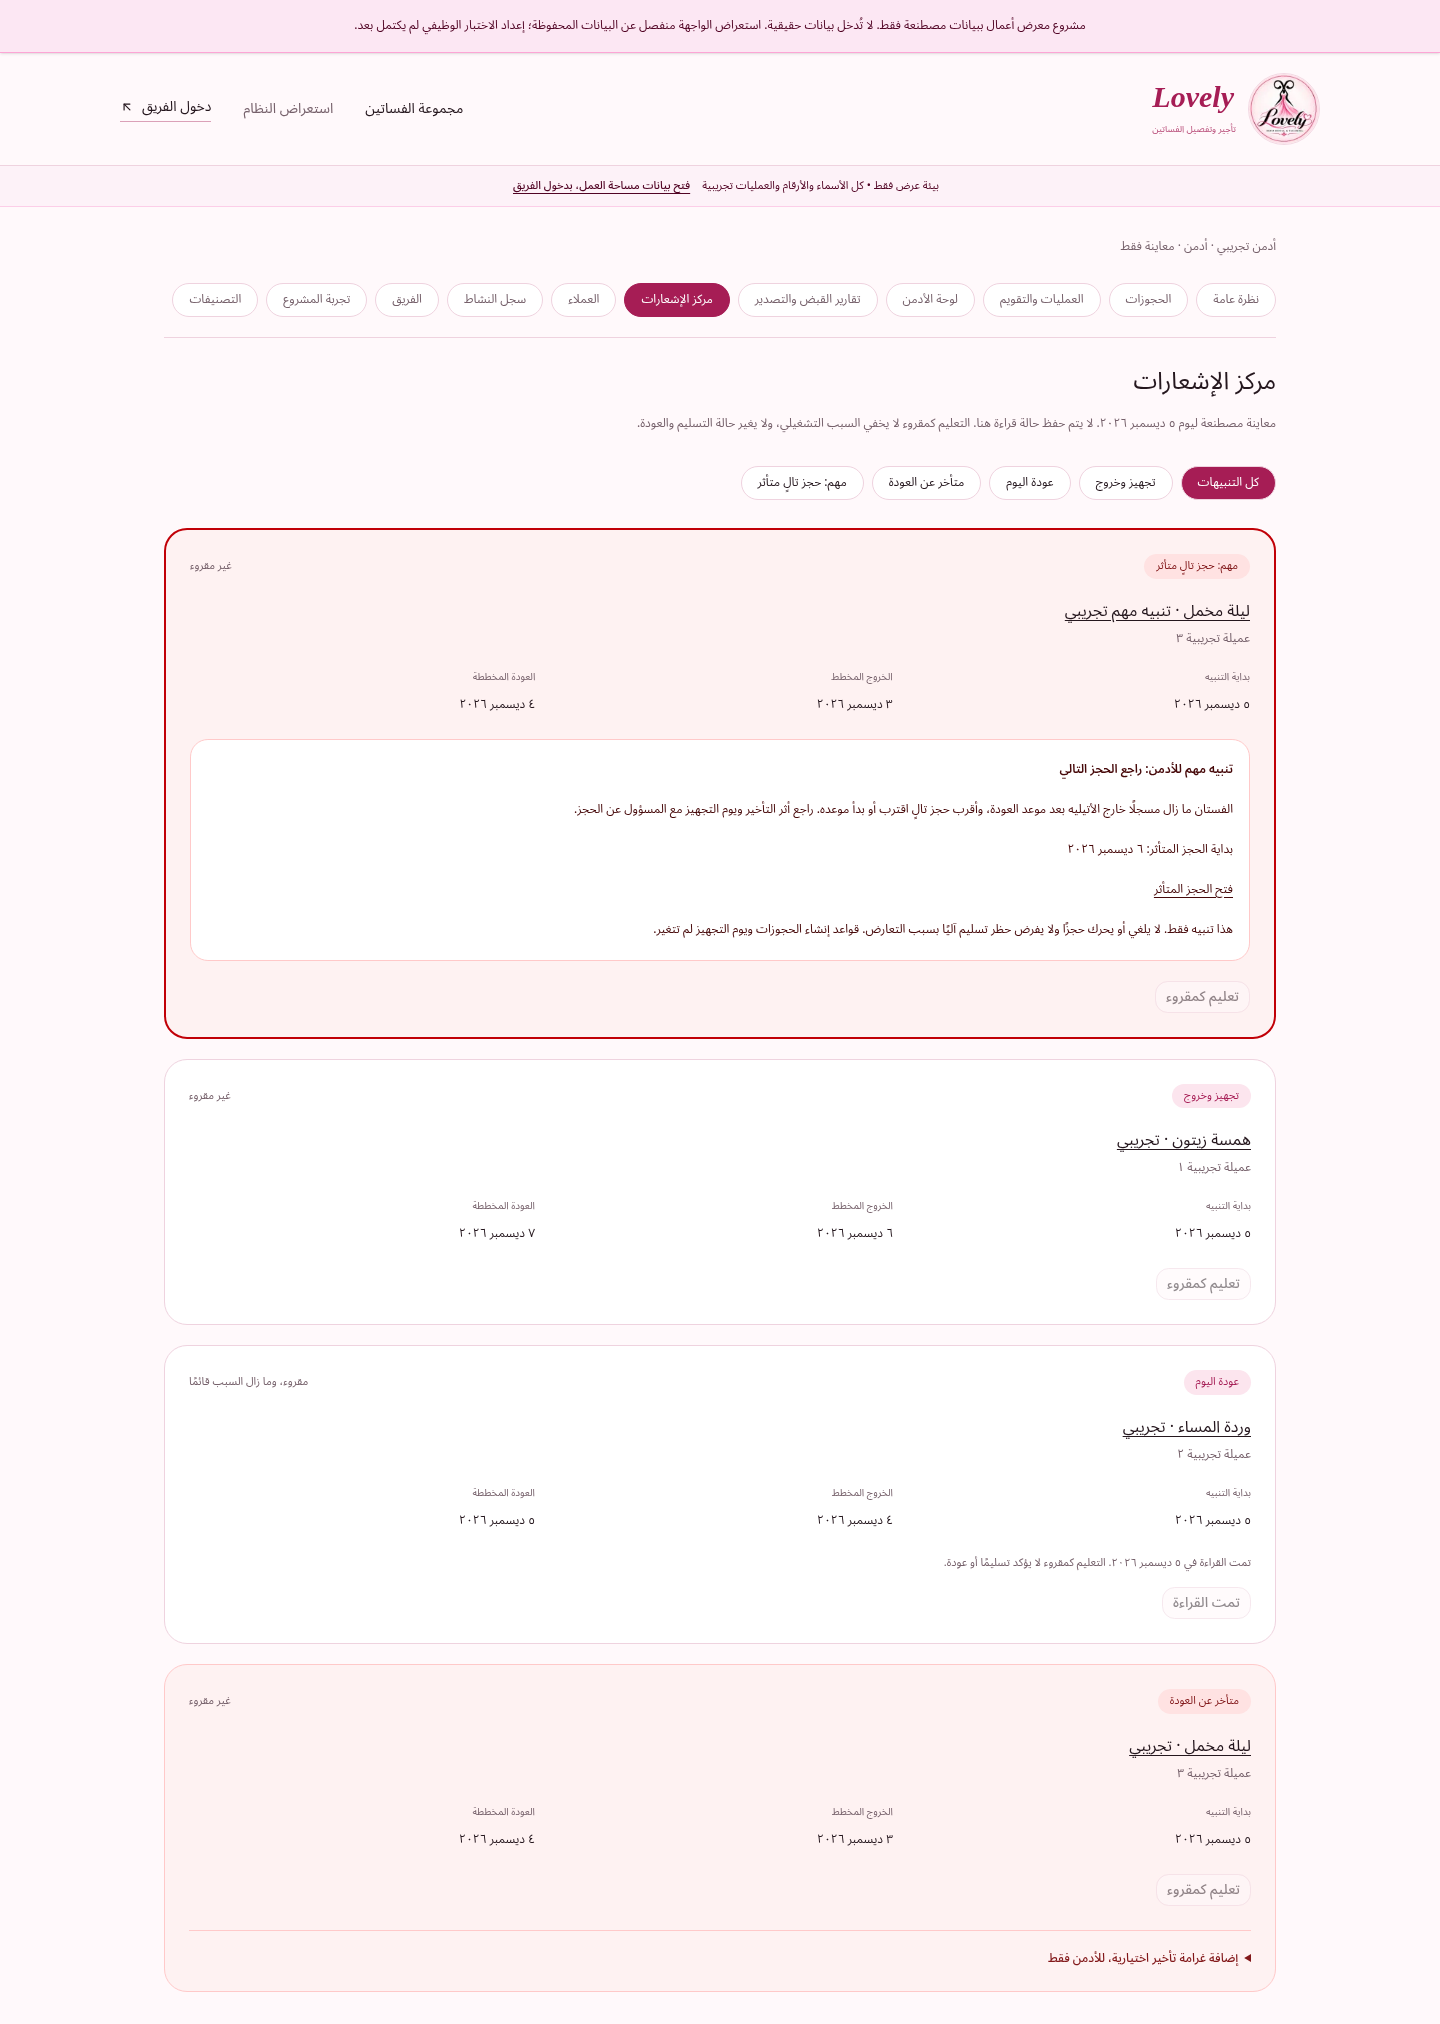 مشروع معرض أعمال ببيانات مصطنعة فقط. لا تُدخل بيانات حقيقية. استعراض الواجهة منفصل عن البيانات المحفوظة؛ إعداد الاختبار الوظيفي لم يكتمل بعد.
Lovely
Lovely
تأجير وتفصيل الفساتين
مجموعة الفساتين
استعراض النظام
دخول الفريق
بيئة عرض فقط • كل الأسماء والأرقام والعمليات تجريبية فتح بيانات مساحة العمل، بدخول الفريق
أدمن تجريبي · أدمن · معاينة فقط
نظرة عامة
الحجوزات
العمليات والتقويم
لوحة الأدمن
تقارير القبض والتصدير
مركز الإشعارات
العملاء
سجل النشاط
الفريق
تجربة المشروع
التصنيفات
مركز الإشعارات
معاينة مصطنعة ليوم ٥ ديسمبر ٢٠٢٦. لا يتم حفظ حالة قراءة هنا. التعليم كمقروء لا يخفي السبب التشغيلي، ولا يغير حالة التسليم والعودة.
كل التنبيهات
تجهيز وخروج
عودة اليوم
متأخر عن العودة
مهم: حجز تالٍ متأثر
مهم: حجز تالٍ متأثر
غير مقروء
ليلة مخمل · تنبيه مهم تجريبي
عميلة تجريبية ٣
بداية التنبيه
الخروج المخطط
العودة المخططة
٥ ديسمبر ٢٠٢٦
٣ ديسمبر ٢٠٢٦
٤ ديسمبر ٢٠٢٦
تنبيه مهم للأدمن: راجع الحجز التالي
الفستان ما زال مسجلًا خارج الأتيليه بعد موعد العودة، وأقرب حجز تالٍ اقترب أو بدأ موعده. راجع أثر التأخير ويوم التجهيز مع المسؤول عن الحجز.
بداية الحجز المتأثر: ٦ ديسمبر ٢٠٢٦
فتح الحجز المتأثر
هذا تنبيه فقط. لا يلغي أو يحرك حجزًا ولا يفرض حظر تسليم آليًا بسبب التعارض. قواعد إنشاء الحجوزات ويوم التجهيز لم تتغير.
تعليم كمقروء
تجهيز وخروج
غير مقروء
همسة زيتون · تجريبي
عميلة تجريبية ١
بداية التنبيه
الخروج المخطط
العودة المخططة
٥ ديسمبر ٢٠٢٦
٦ ديسمبر ٢٠٢٦
٧ ديسمبر ٢٠٢٦
تعليم كمقروء
عودة اليوم
مقروء، وما زال السبب قائمًا
وردة المساء · تجريبي
عميلة تجريبية ٢
بداية التنبيه
الخروج المخطط
العودة المخططة
٥ ديسمبر ٢٠٢٦
٤ ديسمبر ٢٠٢٦
٥ ديسمبر ٢٠٢٦
تمت القراءة في ٥ ديسمبر ٢٠٢٦. التعليم كمقروء لا يؤكد تسليمًا أو عودة.
تمت القراءة
متأخر عن العودة
غير مقروء
ليلة مخمل · تجريبي
عميلة تجريبية ٣
بداية التنبيه
الخروج المخطط
العودة المخططة
٥ ديسمبر ٢٠٢٦
٣ ديسمبر ٢٠٢٦
٤ ديسمبر ٢٠٢٦
تعليم كمقروء
إضافة غرامة تأخير اختيارية، للأدمن فقط